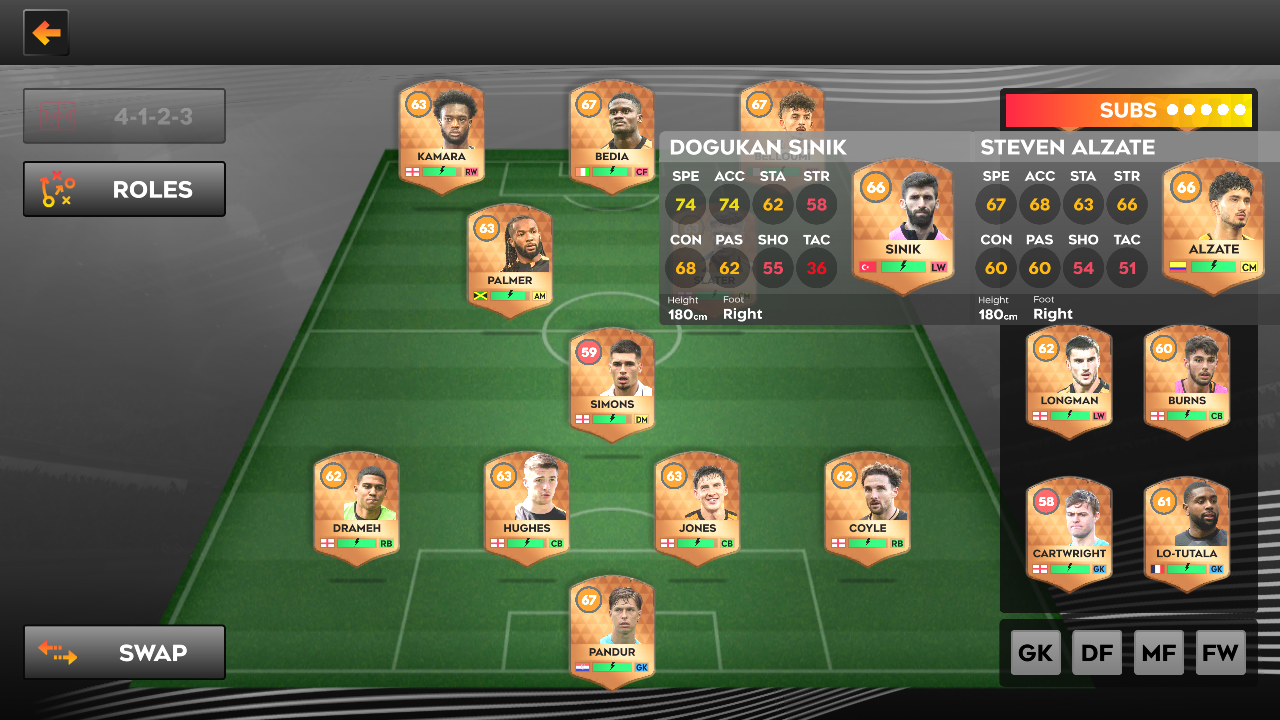 4-1-2-3
ROLES
63
KAMARA
RW
67
BEDIA
CF
67
BELLOUMI
SUBS
63
PALMER
AM
SLATER
DOGUKAN SINIK
SPE ACC STA STR
74 74 62 58
CON PAS SHO TAC
68 62 55 36
Height Foot
180cm Right
66
SINIK
LW
STEVEN ALZATE
SPE ACC STA STR
67 68 63 66
CON PAS SHO TAC
60 60 54 51
Height Foot
180cm Right
66
ALZATE
CM
59
SIMONS
DM
62
LONGMAN
LW
60
BURNS
CB
62
DRAMEH
RB
63
HUGHES
CB
63
JONES
CB
62
COYLE
RB
58
CARTWRIGHT
GK
61
LO-TUTALA
GK
67
PANDUR
GK
SWAP
GK DF MF FW